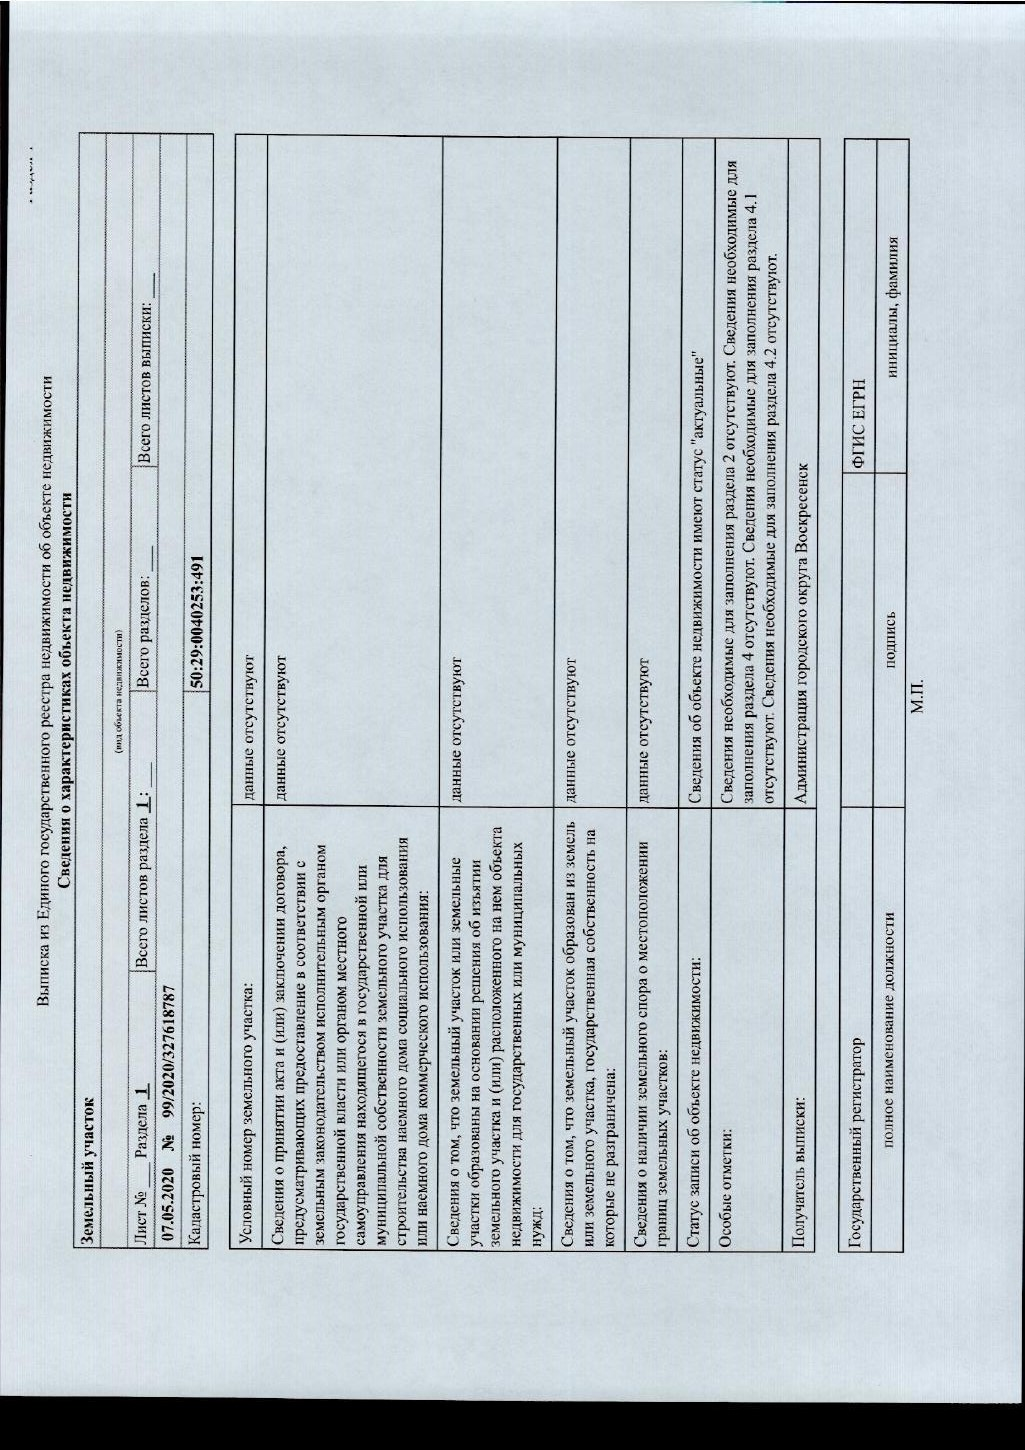 Выписка из Единого государственного реестра недвижимости об объекте недвижимости
Сведения о характеристиках объекта недвижимости
Земельный участок
(вид объекта недвижимости)
Лист № ___ Раздела 1 Всего листов раздела 1: ___ Всего разделов: ___ Всего листов выписки: ___
07.05.2020 № 99/2020/327618787
Кадастровый номер: 50:29:0040253:491
Условный номер земельного участка: данные отсутствуют
Сведения о принятии акта и (или) заключении договора, данные отсутствуют
предусматривающих предоставление в соответствии с
земельным законодательством исполнительным органом
государственной власти или органом местного
самоуправления находящегося в государственной или
муниципальной собственности земельного участка для
строительства наемного дома социального использования
или наемного дома коммерческого использования:
Сведения о том, что земельный участок или земельные данные отсутствуют
участки образованы на основании решения об изъятии
земельного участка и (или) расположенного на нем объекта
недвижимости для государственных или муниципальных
нужд:
Сведения о том, что земельный участок образован из земель данные отсутствуют
или земельного участка, государственная собственность на
которые не разграничена:
Сведения о наличии земельного спора о местоположении данные отсутствуют
границ земельных участков:
Статус записи об объекте недвижимости: Сведения об объекте недвижимости имеют статус "актуальные"
Особые отметки: Сведения необходимые для заполнения раздела 2 отсутствуют. Сведения необходимые для
заполнения раздела 4 отсутствуют. Сведения необходимые для заполнения раздела 4.1
отсутствуют. Сведения необходимые для заполнения раздела 4.2 отсутствуют.
Получатель выписки: Администрация городского округа Воскресенск
Государственный регистратор ФГИС ЕГРН
полное наименование должности подпись инициалы, фамилия
М.П.